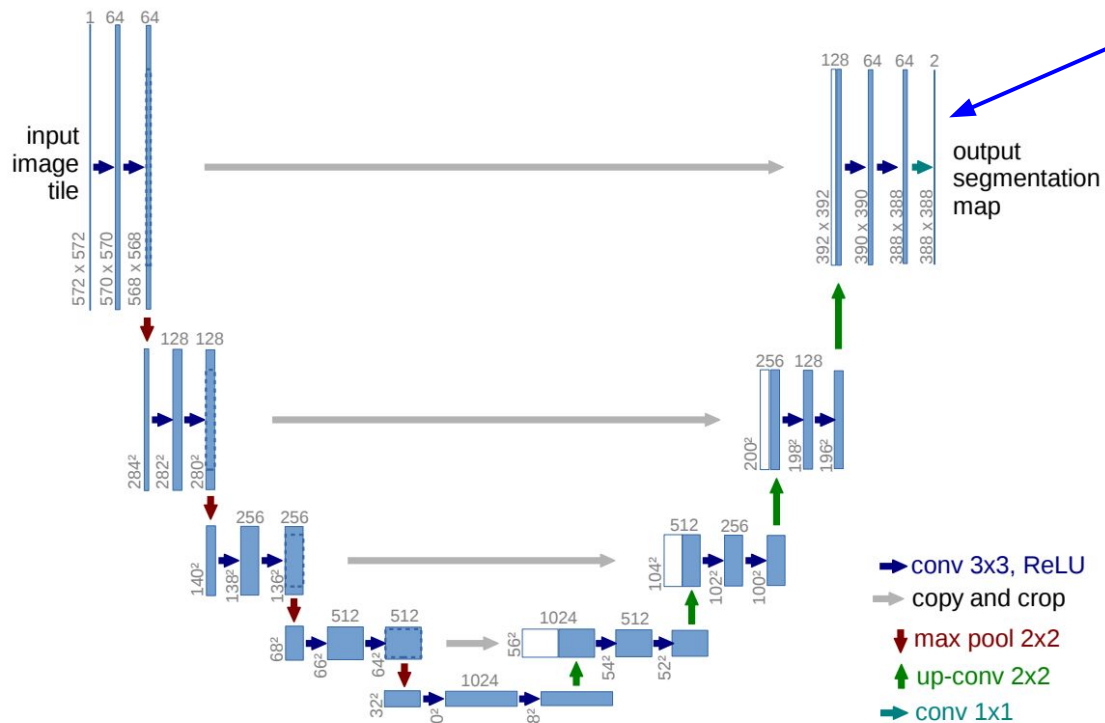 1 64 64
input
image
tile
572 x 572
570 x 570
568 x 568
128 64 64 2
output
segmentation
map
392 x 392
390 x 390
388 x 388
388 x 388
128 128
284²
282²
280²
256 128
200²
198²
196²
256 256
140²
138²
136²
512 256
104²
102²
100²
512 512
68²
66²
64²
1024 512
56²
54²
52²
1024
32²
conv 3x3, ReLU
copy and crop
max pool 2x2
up-conv 2x2
conv 1x1